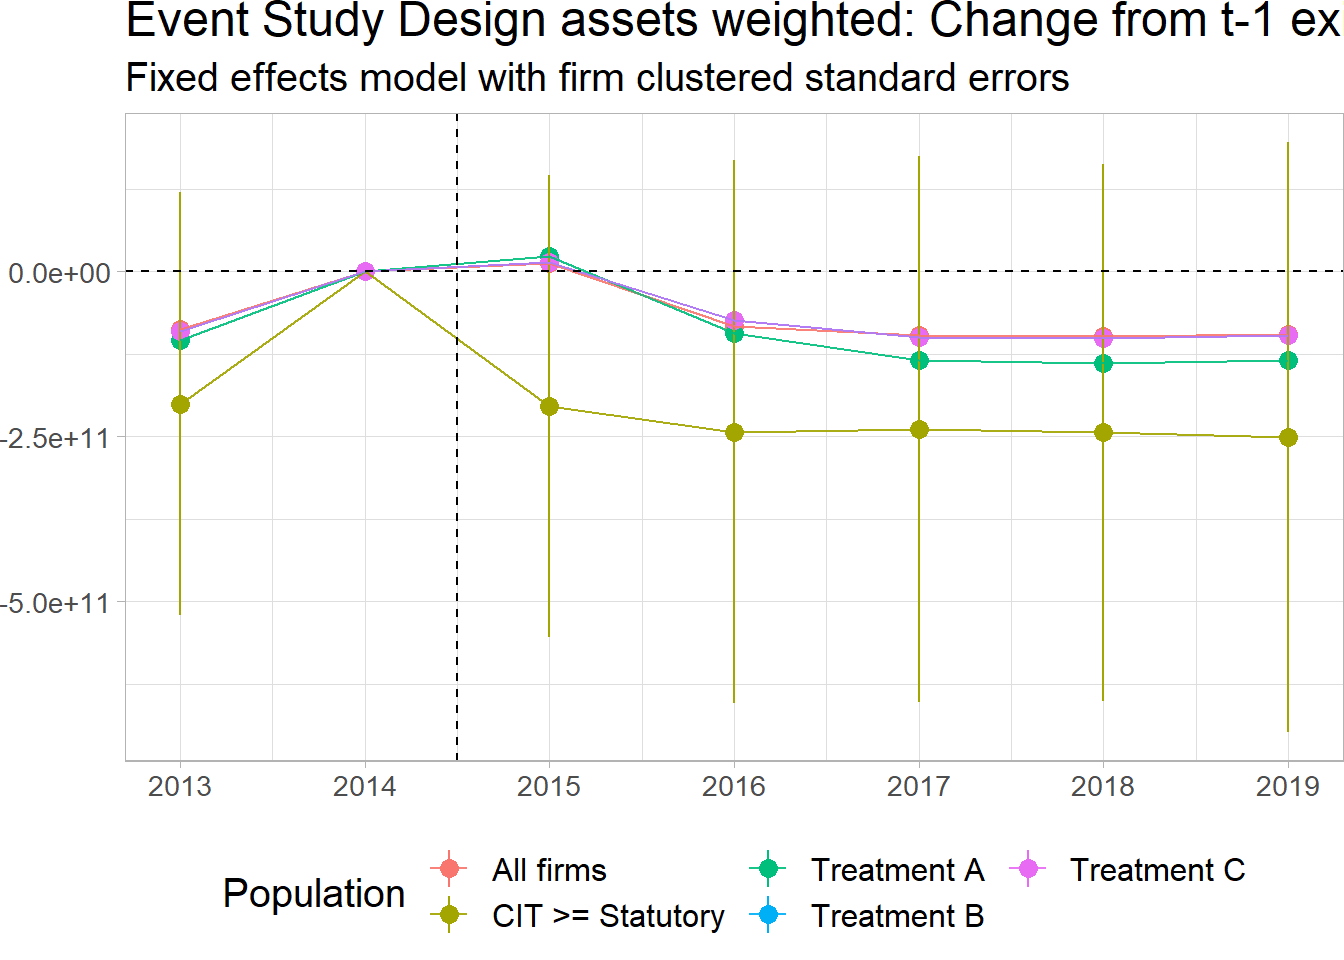 Event Study Design assets weighted: Change from t-1 ex
Fixed effects model with firm clustered standard errors
0.0e+00
-2.5e+11
-5.0e+11
2013 2014 2015 2016 2017 2018 2019
Population
All firms Treatment A Treatment C
CIT >= Statutory Treatment B